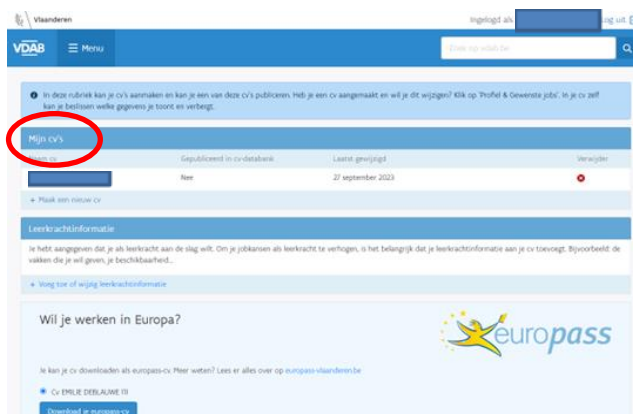 Vlaanderen
Ingelogd als
Log uit
VDAB
Menu
Zoek op vdab.be
In deze rubriek kan je cv's aanmaken en kan je een van deze cv's publiceren. Heb je een cv aangemaakt en wil je dit wijzigen? Klik op 'Profiel & Gewenste jobs'. In je cv zelf
kan je beslissen welke gegevens je toont en verbergt.
Mijn cv's
Naam cv Gepubliceerd in cv-databank Laatst gewijzigd Verwijder
Nee 27 september 2023
+ Maak een nieuw cv
Leerkrachtinformatie
Je hebt aangegeven dat je als leerkracht aan de slag wilt. Om je jobkansen als leerkracht te verhogen, is het belangrijk dat je leerkrachtinformatie aan je cv toevoegt. Bijvoorbeeld: de
vakken die je wil geven, je beschikbaarheid...
+ Voeg toe of wijzig leerkrachtinformatie
Wil je werken in Europa?
europass
Je kan je cv downloaden als europass-cv. Meer weten? Lees er alles over op europass-vlaanderen.be
Cv EMILIE DEBLAUWE (1)
Download je europass-cv